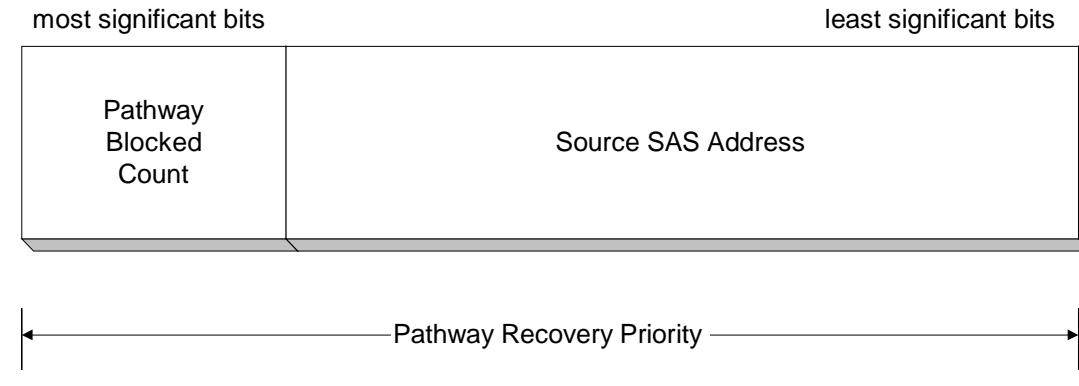 most significant bits
least significant bits
Pathway
Blocked
Count
Source SAS Address
Pathway Recovery Priority